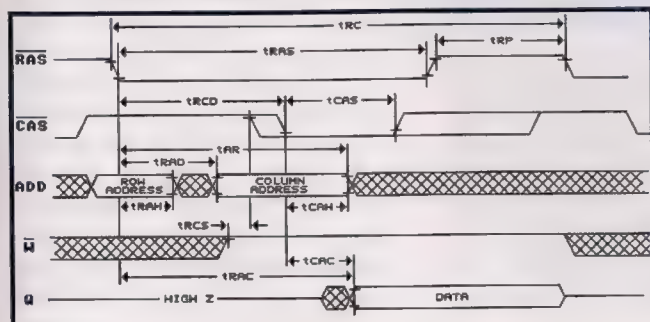 tRC
tRAS
tRP
RAS
tRCD
tCAS
CAS
tAR
tRAD
ADD
ROW
ADDRESS
COLUMN
ADDRESS
tRAH
tCAH
tRCS
W
tCAC
tRAC
Q
HIGH Z
DATA